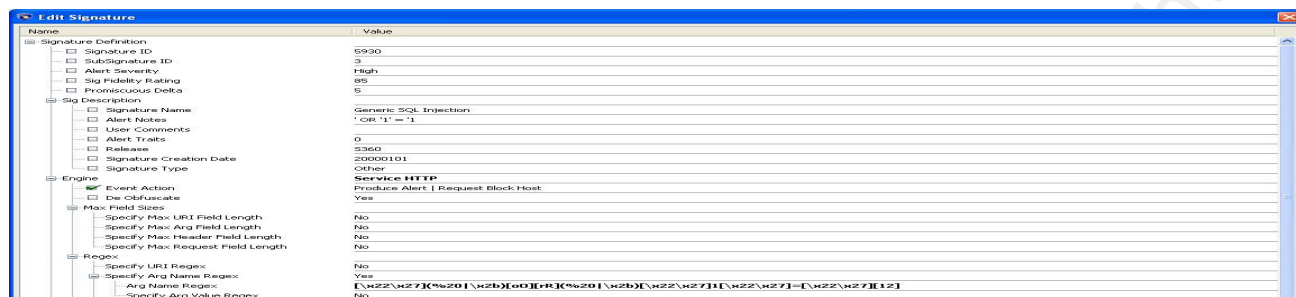 Edit Signature
Name Value
Signature Definition
Signature ID 5930
SubSignature ID 3
Alert Severity High
Sig Fidelity Rating 85
Promiscuous Delta 5
Sig Description
Signature Name Generic SQL Injection
Alert Notes ' OR '1' = '1
User Comments
Alert Traits 0
Release S360
Signature Creation Date 20000101
Signature Type Other
Engine Service HTTP
Event Action Produce Alert | Request Block Host
De Obfuscate Yes
Max Field Sizes
Specify Max URI Field Length No
Specify Max Arg Field Length No
Specify Max Header Field Length No
Specify Max Request Field Length No
Regex
Specify URI Regex No
Specify Arg Name Regex Yes
Arg Name Regex [\x22\x27](%20|\x2b)[oO][rR](%20|\x2b)[\x22\x27]1[\x22\x27]=[\x22\x27][12]
Specify Arg Value Regex No